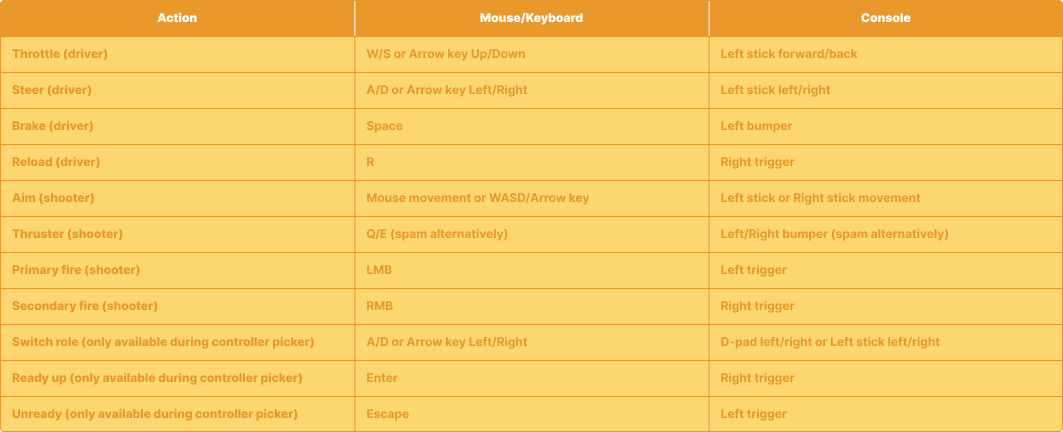 Action Mouse/Keyboard Console
Throttle (driver) W/S or Arrow key Up/Down Left stick forward/back
Steer (driver) A/D or Arrow key Left/Right Left stick left/right
Brake (driver) Space Left bumper
Reload (driver) R Right trigger
Aim (shooter) Mouse movement or WASD/Arrow key Left stick or Right stick movement
Thruster (shooter) Q/E (spam alternatively) Left/Right bumper (spam alternatively)
Primary fire (shooter) LMB Left trigger
Secondary fire (shooter) RMB Right trigger
Switch role (only available during controller picker) A/D or Arrow key Left/Right D-pad left/right or Left stick left/right
Ready up (only available during controller picker) Enter Right trigger
Unready (only available during controller picker) Escape Left trigger